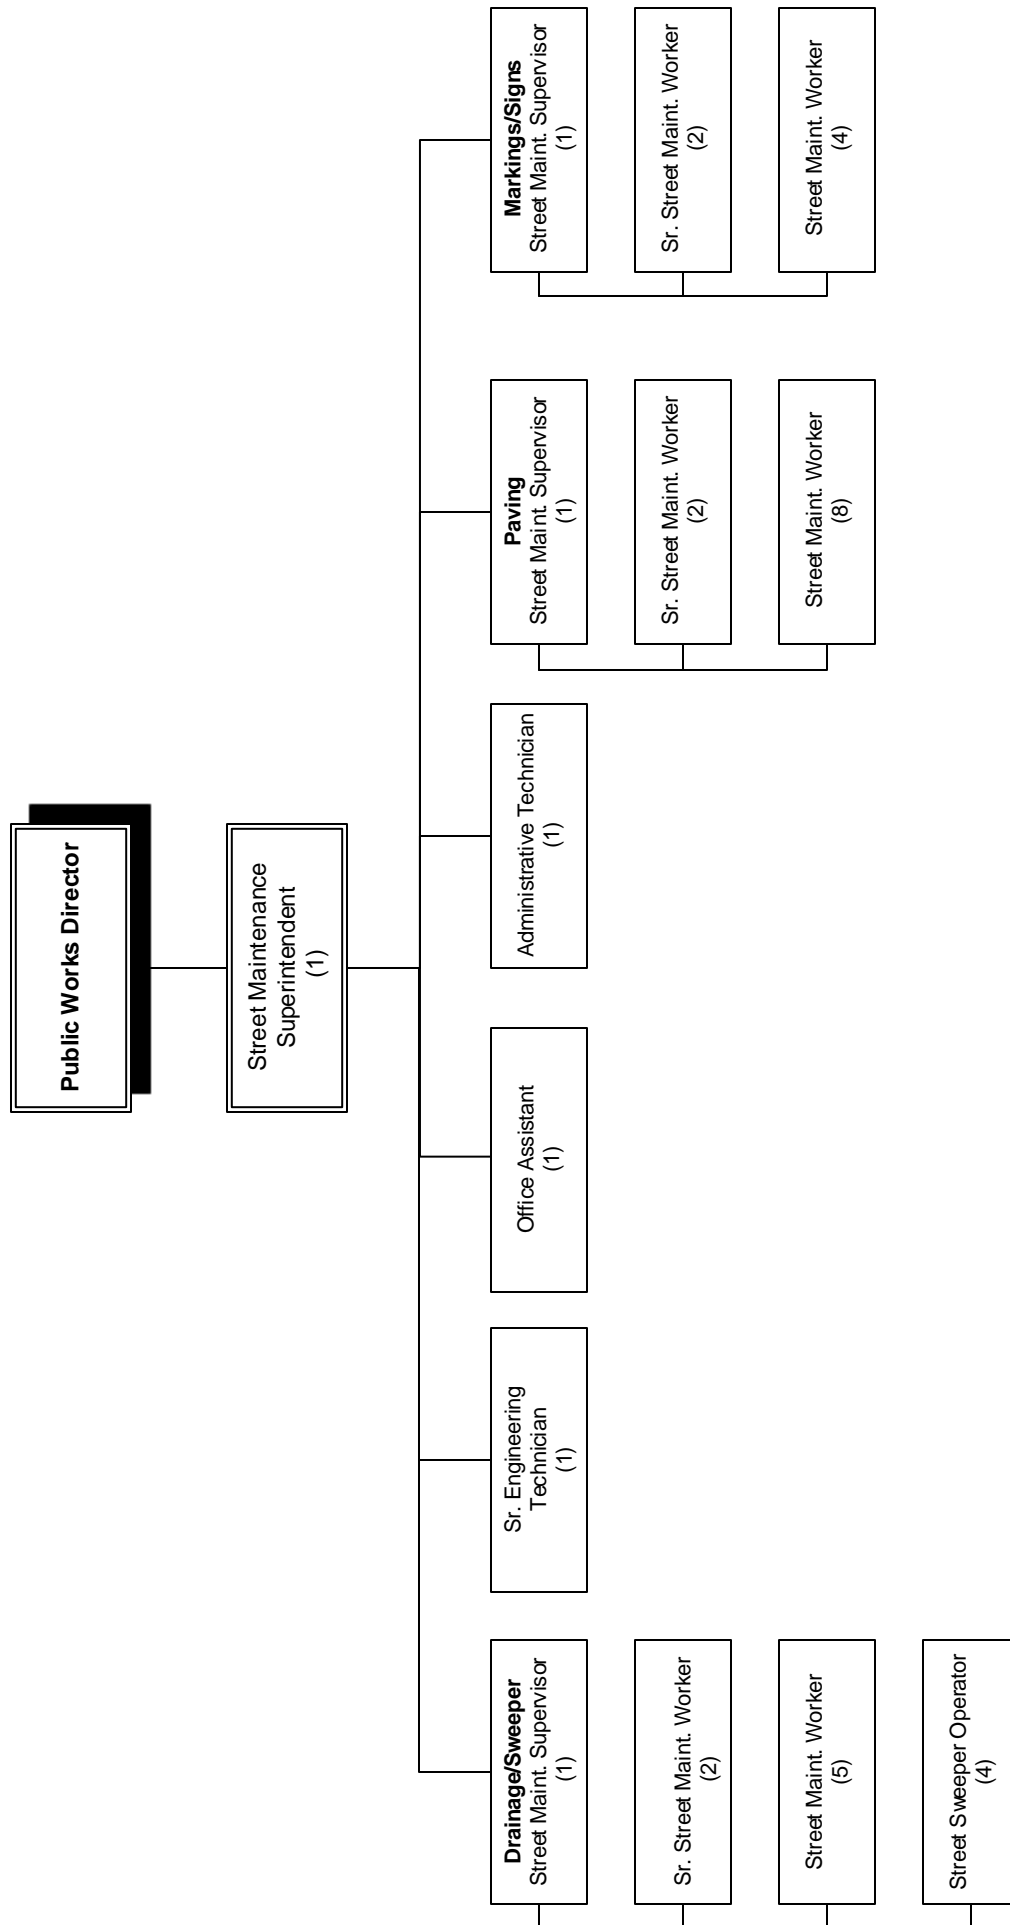 Public Works Director
Street Maintenance
Superintendent
(1)
Drainage/Sweeper
Street Maint. Supervisor
(1)
Sr. Street Maint. Worker
(2)
Street Maint. Worker
(5)
Street Sweeper Operator
(4)
Sr. Engineering
Technician
(1)
Office Assistant
(1)
Administrative Technician
(1)
Paving
Street Maint. Supervisor
(1)
Sr. Street Maint. Worker
(2)
Street Maint. Worker
(8)
Markings/Signs
Street Maint. Supervisor
(1)
Sr. Street Maint. Worker
(2)
Street Maint. Worker
(4)